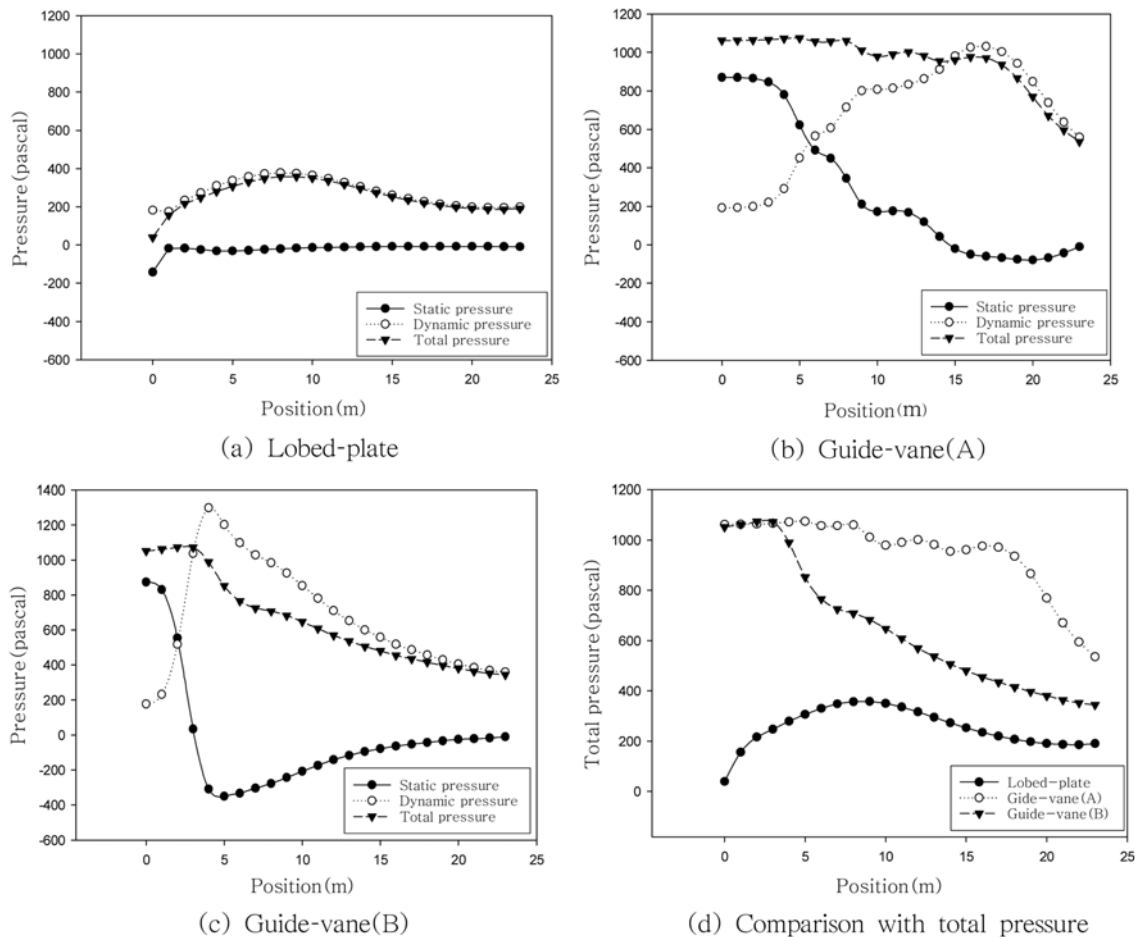 1200
1000
800
600
400
200
0
-200
-400
-600
Pressure(pascal)
0 5 10 15 20 25
Position(m)
Static pressure
Dynamic pressure
Total pressure
(a) Lobed-plate
1200
1000
800
600
400
200
0
-200
-400
-600
Pressure(pascal)
0 5 10 15 20 25
Position(m)
Static pressure
Dynamic pressure
Total pressure
(b) Guide-vane(A)
1400
1200
1000
800
600
400
200
0
-200
-400
-600
Pressure(pascal)
0 5 10 15 20 25
Position(m)
Static pressure
Dynamic pressure
Total pressure
(c) Guide-vane(B)
1200
1000
800
600
400
200
0
Total pressure(pascal)
0 5 10 15 20 25
Position(m)
Lobed-plate
Gide-vane(A)
Guide-vane(B)
(d) Comparison with total pressure